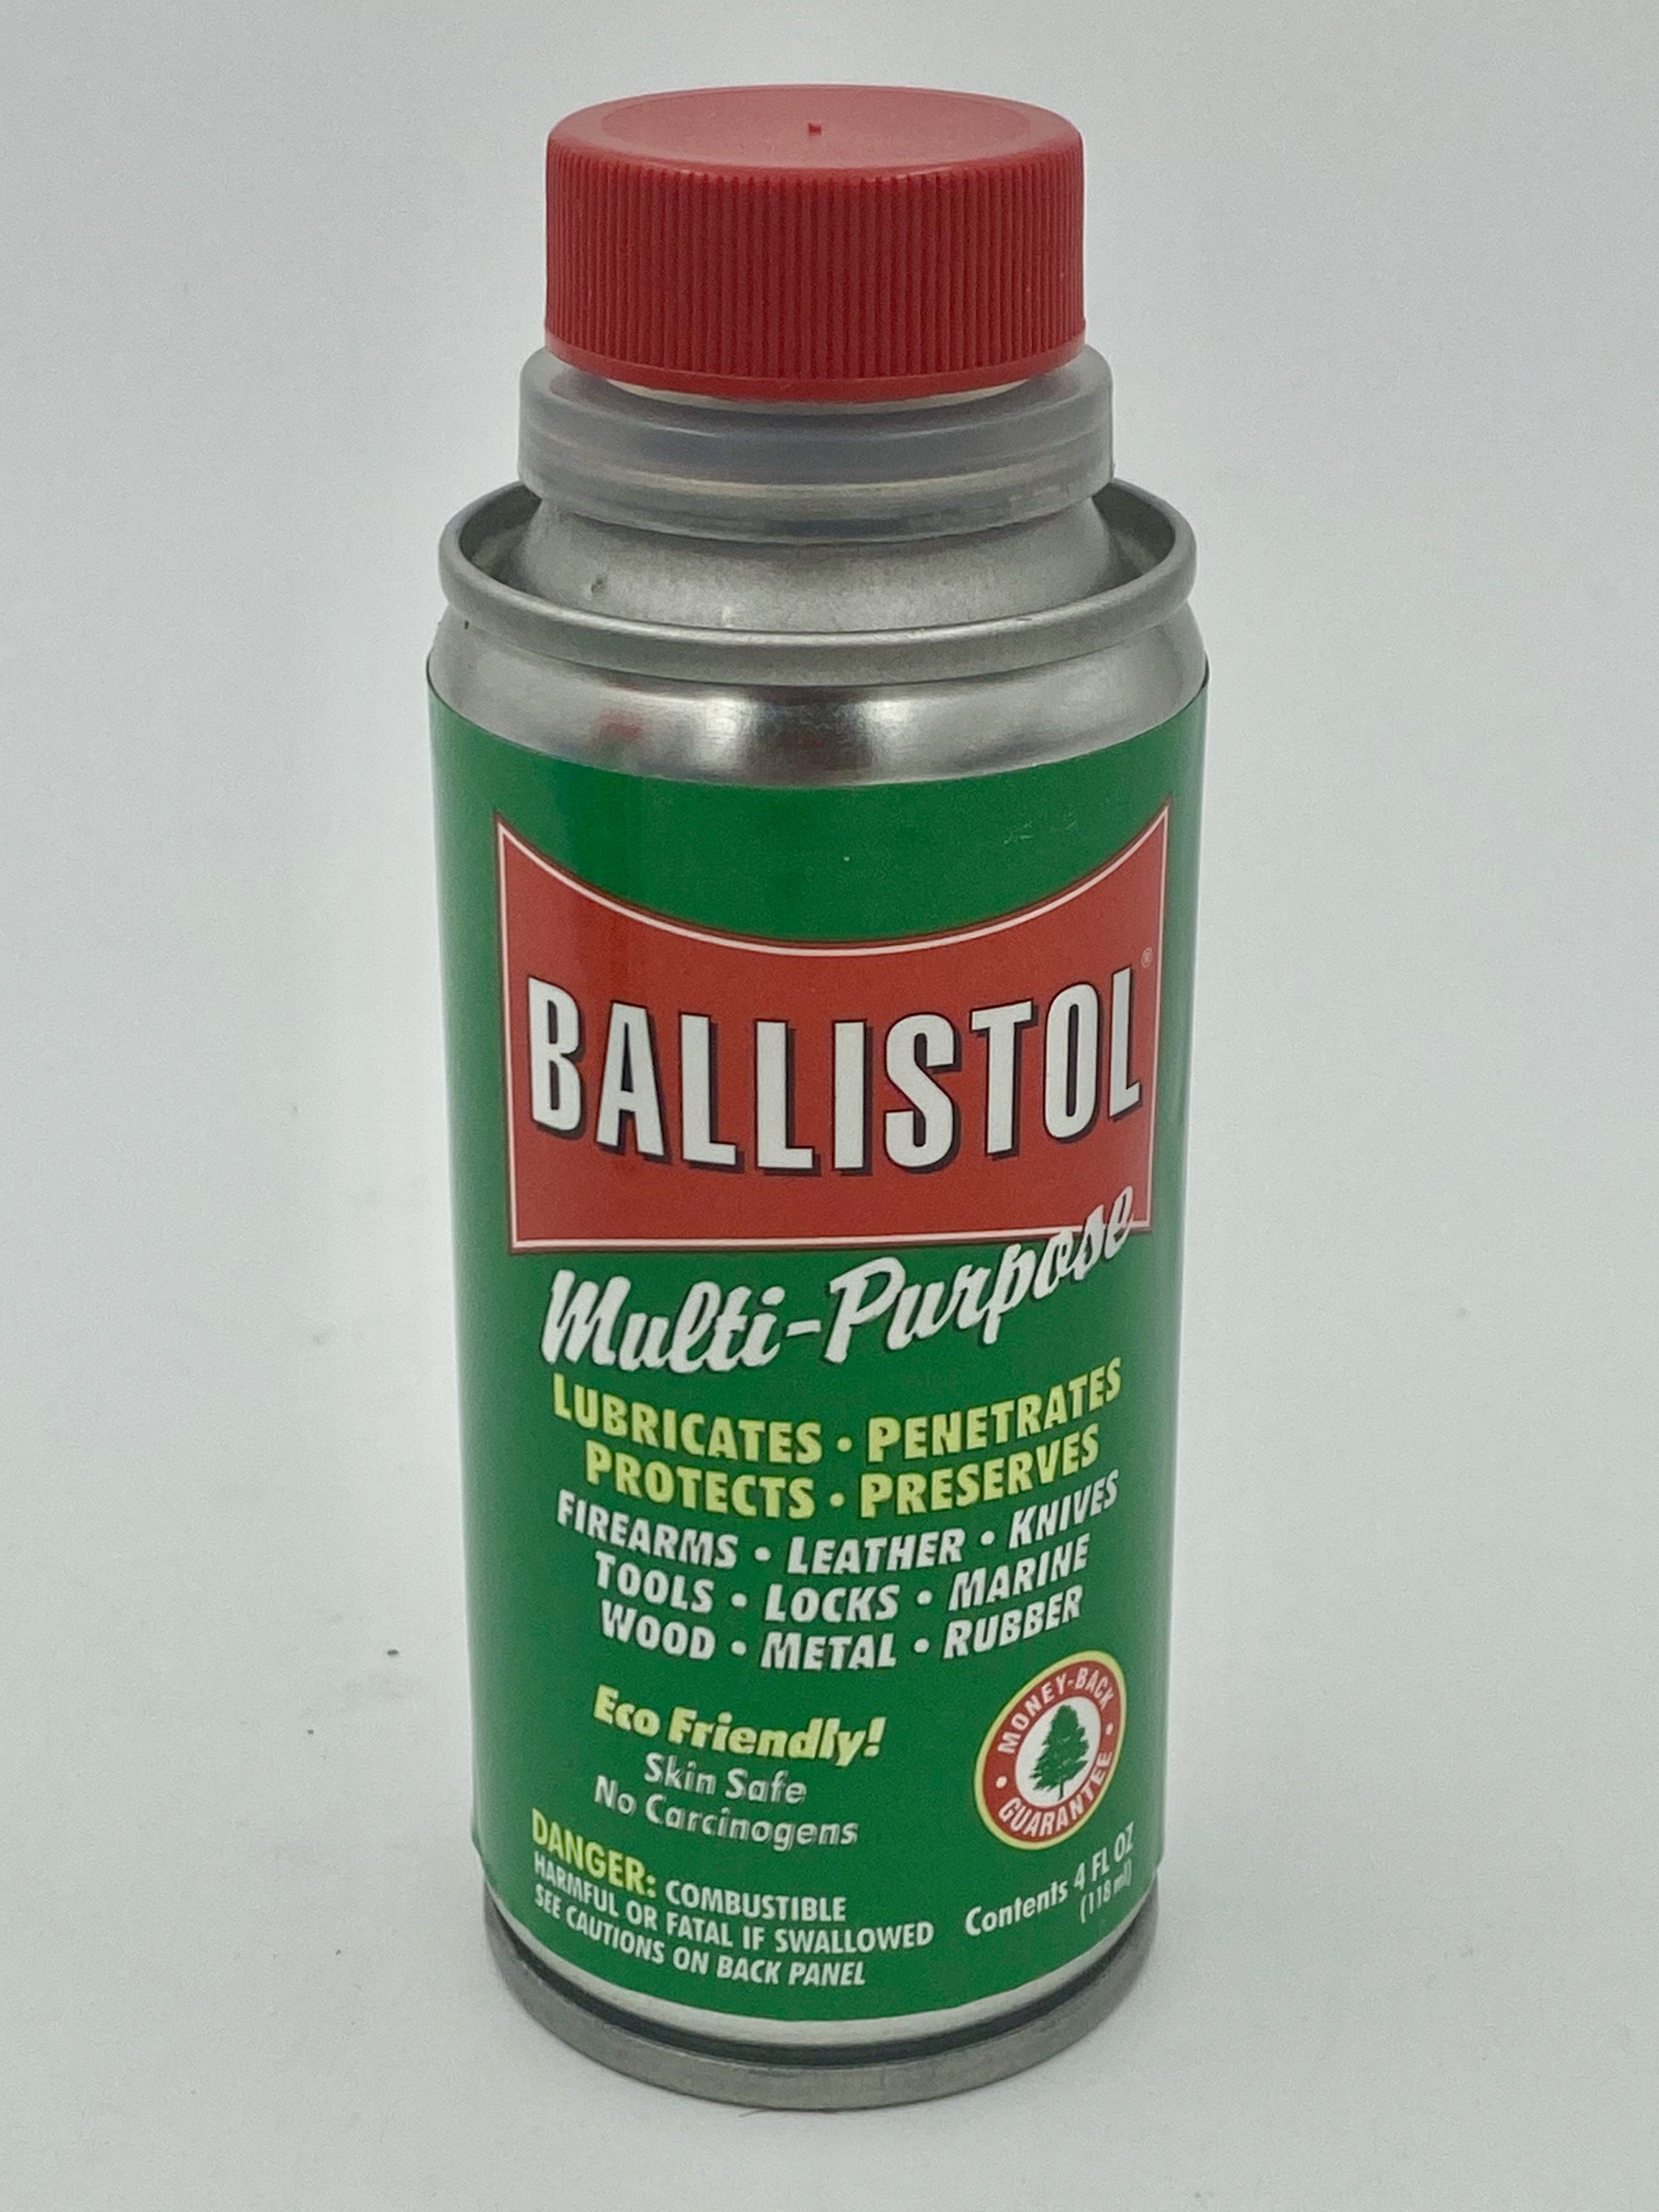 BALLISTOL®
Multi-Purpose
LUBRICATES • PENETRATES
PROTECTS • PRESERVES
FIREARMS • LEATHER • KNIVES
TOOLS • LOCKS • MARINE
WOOD • METAL • RUBBER
Eco Friendly!
Skin Safe
No Carcinogens
• MONEY-BACK •
GUARANTEE
DANGER: COMBUSTIBLE
HARMFUL OR FATAL IF SWALLOWED
SEE CAUTIONS ON BACK PANEL
Contents 4 FL OZ
(118 ml)